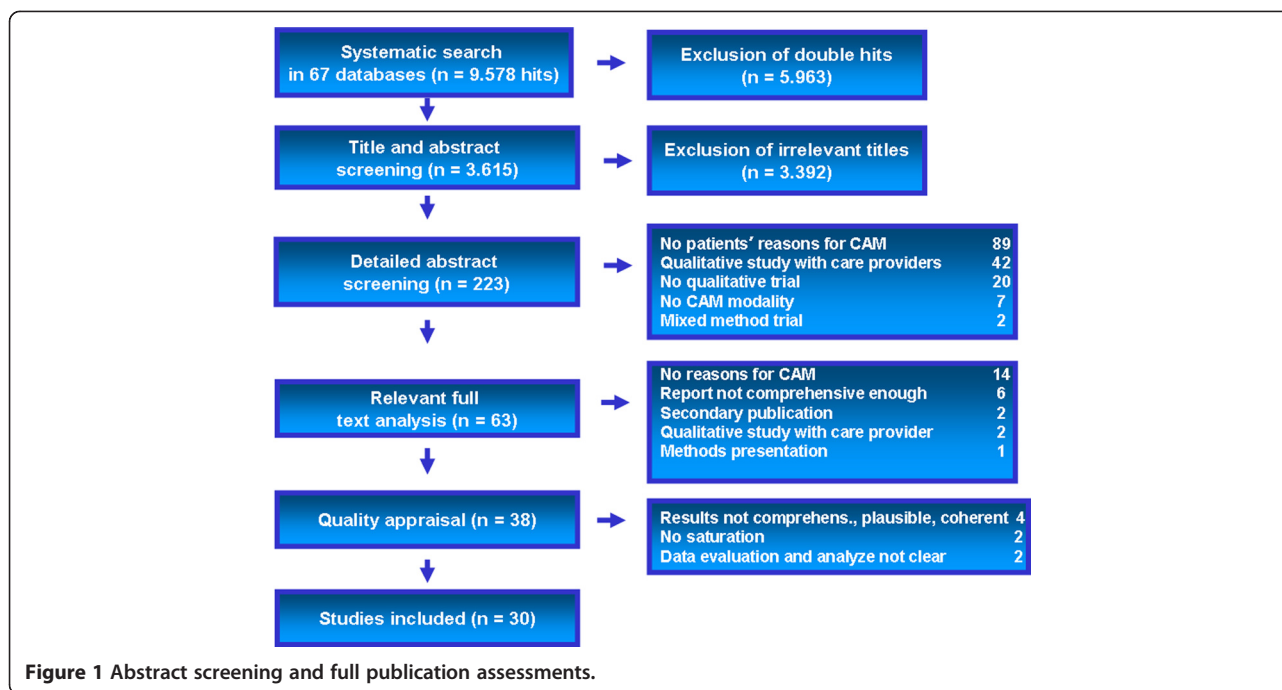 Systematic search
in 67 databases (n = 9.578 hits)
Exclusion of double hits
(n = 5.963)
Title and abstract
screening (n = 3.615)
Exclusion of irrelevant titles
(n = 3.392)
Detailed abstract
screening (n = 223)
No patients′ reasons for CAM 89
Qualitative study with care providers 42
No qualitative trial 20
No CAM modality 7
Mixed method trial 2
Relevant full
text analysis (n = 63)
No reasons for CAM 14
Report not comprehensive enough 6
Secondary publication 2
Qualitative study with care provider 2
Methods presentation 1
Quality appraisal (n = 38)
Results not comprehens., plausible, coherent 4
No saturation 2
Data evaluation and analyze not clear 2
Studies included (n = 30)
Figure 1 Abstract screening and full publication assessments.